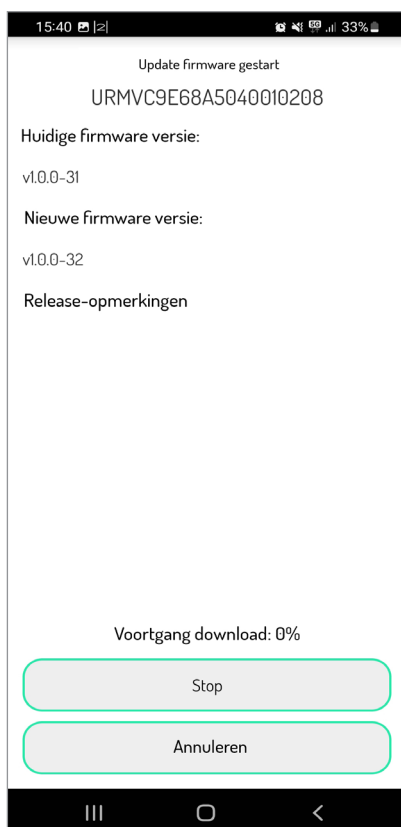 15:40
5G
33%
Update firmware gestart
URMVC9E68A5040010208
Huidige firmware versie:
v1.0.0-31
Nieuwe firmware versie:
v1.0.0-32
Release-opmerkingen
Voortgang download: 0%
Stop
Annuleren